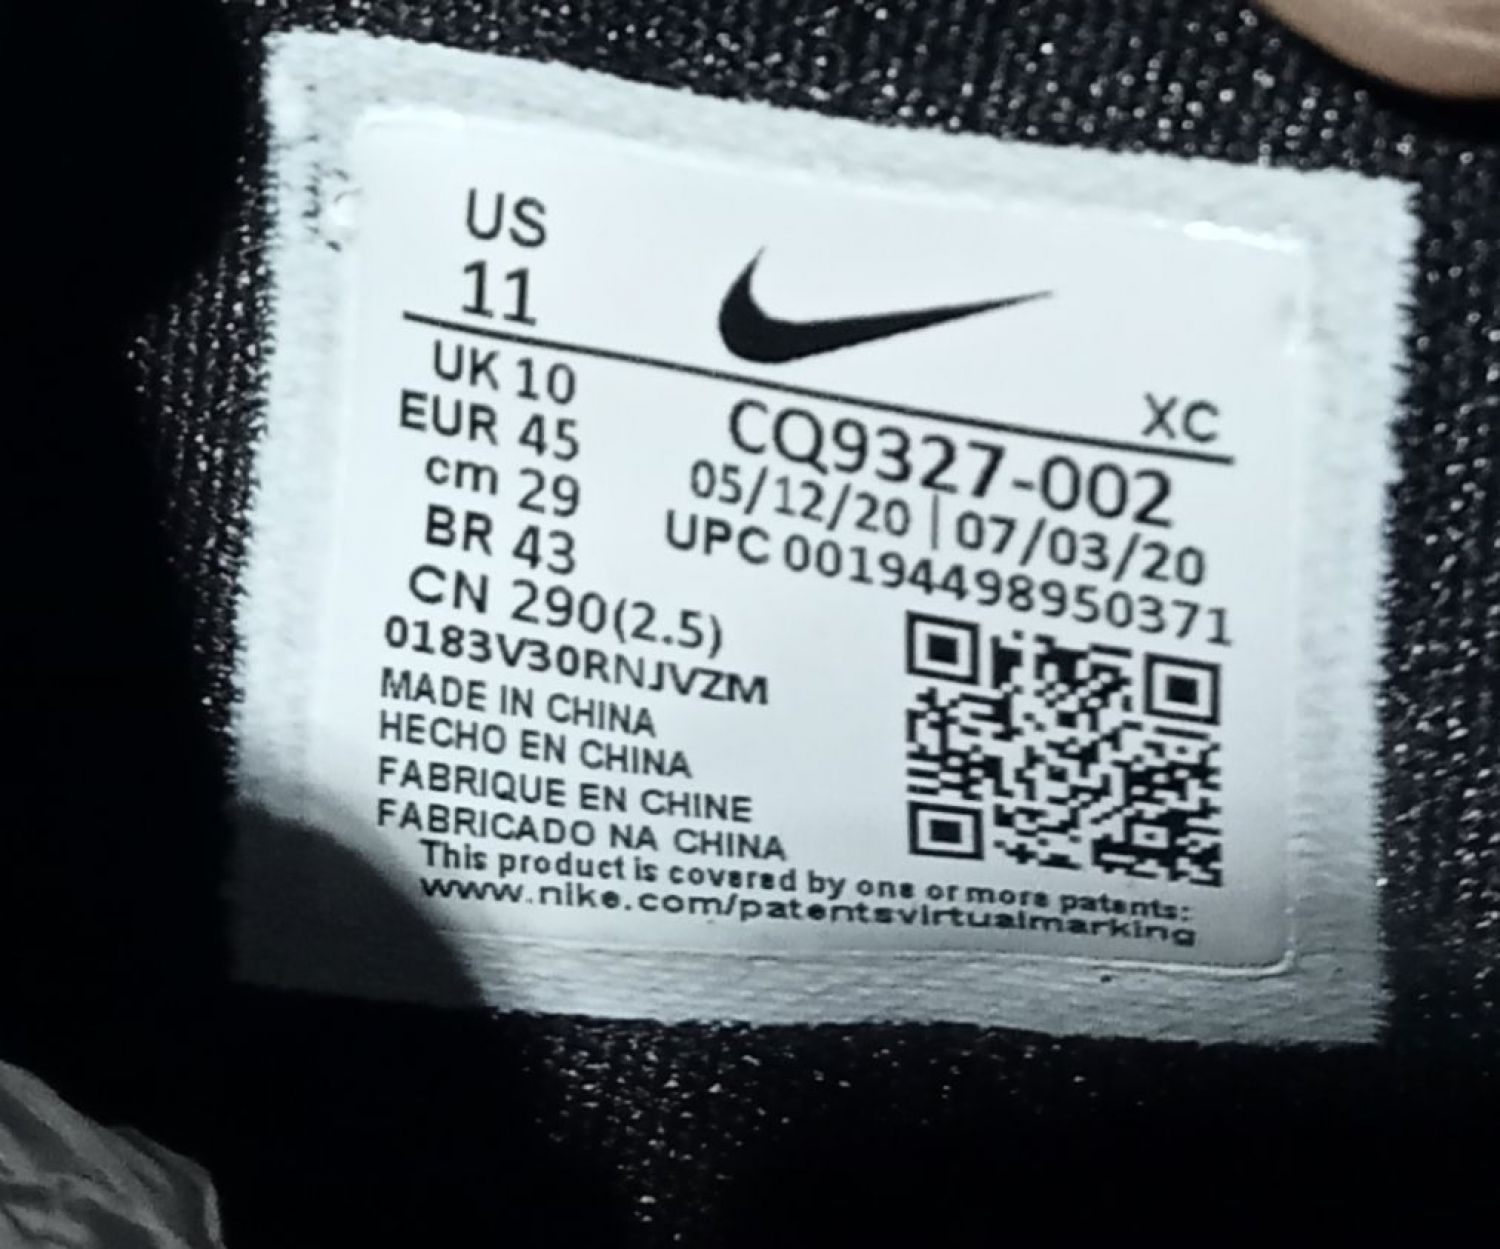 US
11
UK 10
EUR 45
cm 29
BR 43
CN 290(2.5)
XC
CQ9327-002
05/12/20 | 07/03/20
UPC 00194498950371
0183V30RNJVZM
MADE IN CHINA
HECHO EN CHINA
FABRIQUE EN CHINE
FABRICADO NA CHINA
This product is covered by one or more patents:
www.nike.com/patentsvirtualmarking